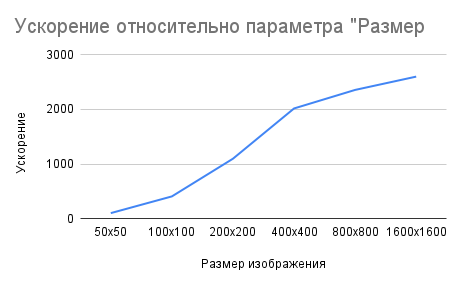 Ускорение относительно параметра "Размер
3000
2000
1000
0
Ускорение
50x50 100x100 200x200 400x400 800x800 1600x1600
Размер изображения